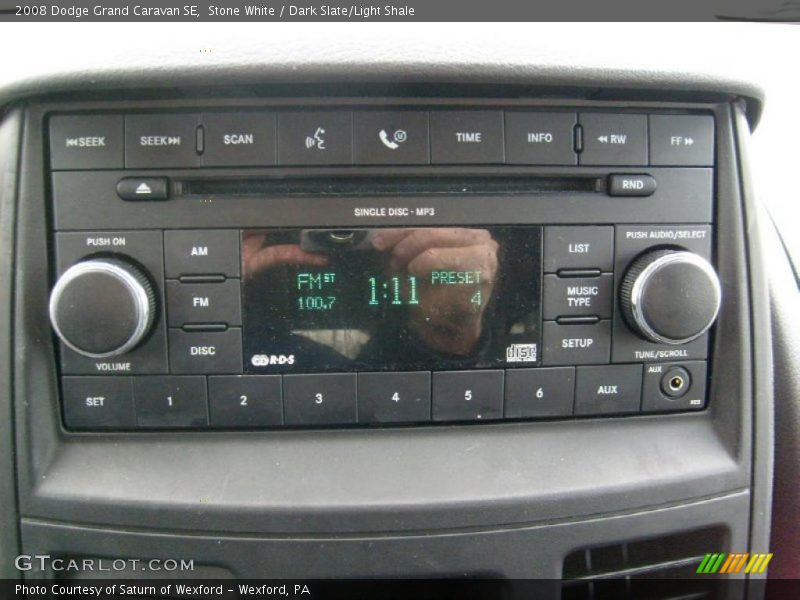 2008 Dodge Grand Caravan SE, Stone White / Dark Slate/Light Shale
SEEK SEEK SCAN TIME INFO RW FF
RND
SINGLE DISC - MP3
PUSH ON
AM
FM
DISC
VOLUME
FM ST 1:11 PRESET
100.7 4
RDS
disc
LIST
MUSIC
TYPE
SETUP
PUSH AUDIO/SELECT
TUNE/SCROLL
SET 1 2 3 4 5 6 AUX
AUX
GTCARLOT.COM
Photo Courtesy of Saturn of Wexford - Wexford, PA